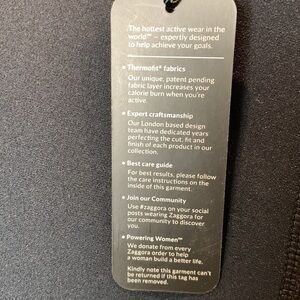 The hottest active wear in the
world™ — expertly designed
to help achieve your goals.
• Thermofit® fabrics
Our unique, patent pending
fabric layer increases your
calorie burn when you're
active.
• Expert craftsmanship
Our London based design
team have dedicated years
perfecting the cut, fit and
finish of each product in our
collection.
• Best care guide
For best results, please follow
the care instructions on the
inside of this garment.
• Join our Community
Use #zaggora on your social
posts wearing Zaggora for
our community to discover
you.
• Powering Women™
We donate from every
Zaggora order to help
a woman build a better life.
Kindly note this garment can't
be returned if this tag has
been removed.